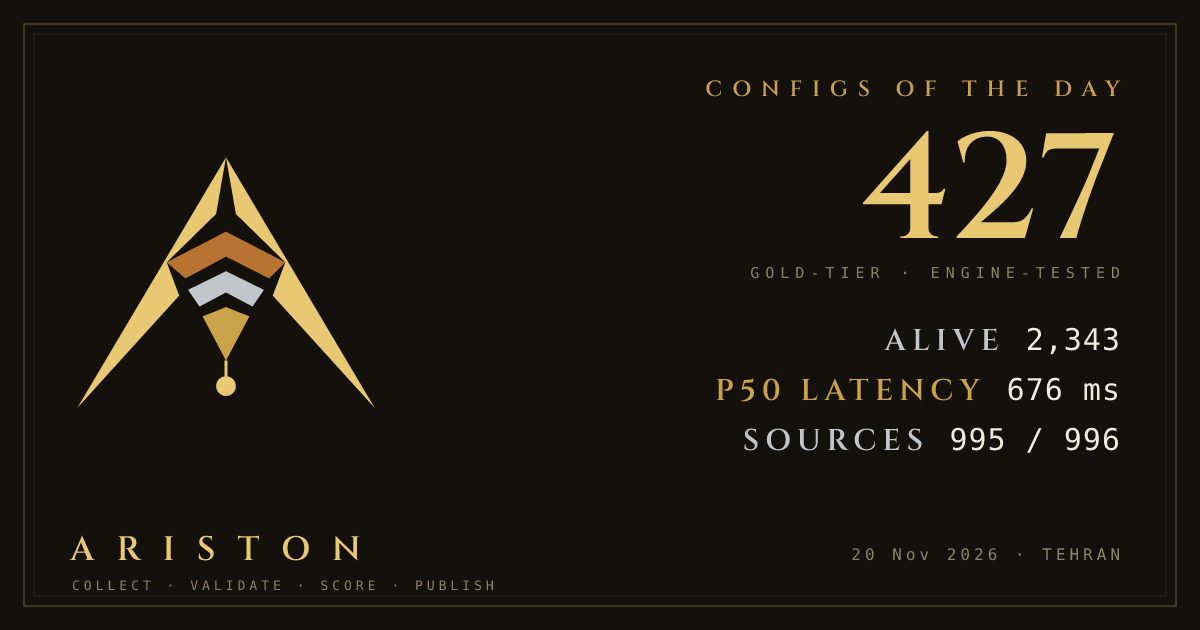 CONFIGS OF THE DAY
427
GOLD-TIER · ENGINE-TESTED
ALIVE 2,343
P50 LATENCY 676 ms
SOURCES 995 / 996
ARISTON
COLLECT · VALIDATE · SCORE · PUBLISH
20 Nov 2026 · TEHRAN